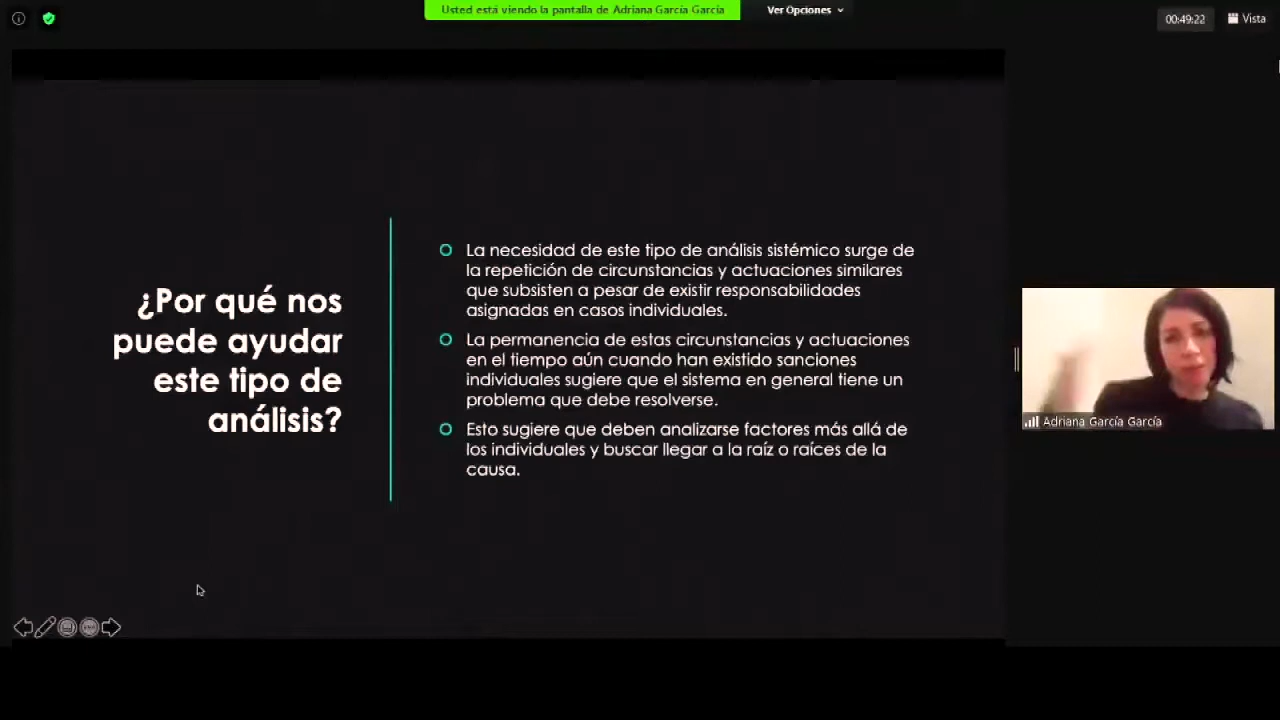 Usted está viendo la pantalla de Adriana García García
Ver Opciones
00:49:22
Vista
¿Por qué nos
puede ayudar
este tipo de
análisis?
La necesidad de este tipo de análisis sistémico surge de
la repetición de circunstancias y actuaciones similares
que subsisten a pesar de existir responsabilidades
asignadas en casos individuales.
La permanencia de estas circunstancias y actuaciones
en el tiempo aún cuando han existido sanciones
individuales sugiere que el sistema en general tiene un
problema que debe resolverse.
Esto sugiere que deben analizarse factores más allá de
los individuales y buscar llegar a la raíz o raíces de la
causa.
Adriana García García